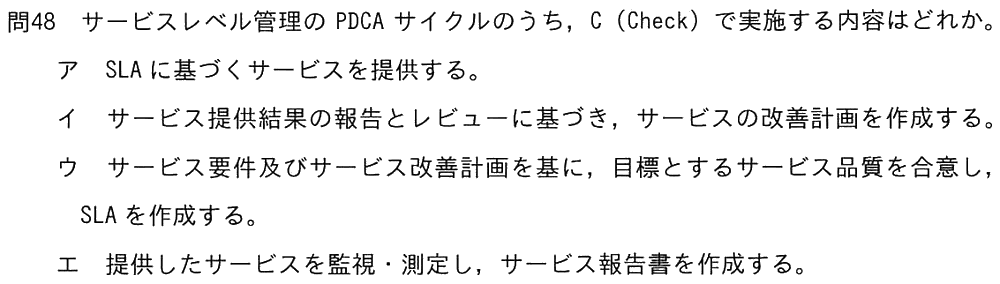 問48 サービスレベル管理の PDCA サイクルのうち，C（Check）で実施する内容はどれか。
ア SLA に基づくサービスを提供する。
イ サービス提供結果の報告とレビューに基づき，サービスの改善計画を作成する。
ウ サービス要件及びサービス改善計画を基に，目標とするサービス品質を合意し，
SLA を作成する。
エ 提供したサービスを監視・測定し，サービス報告書を作成する。